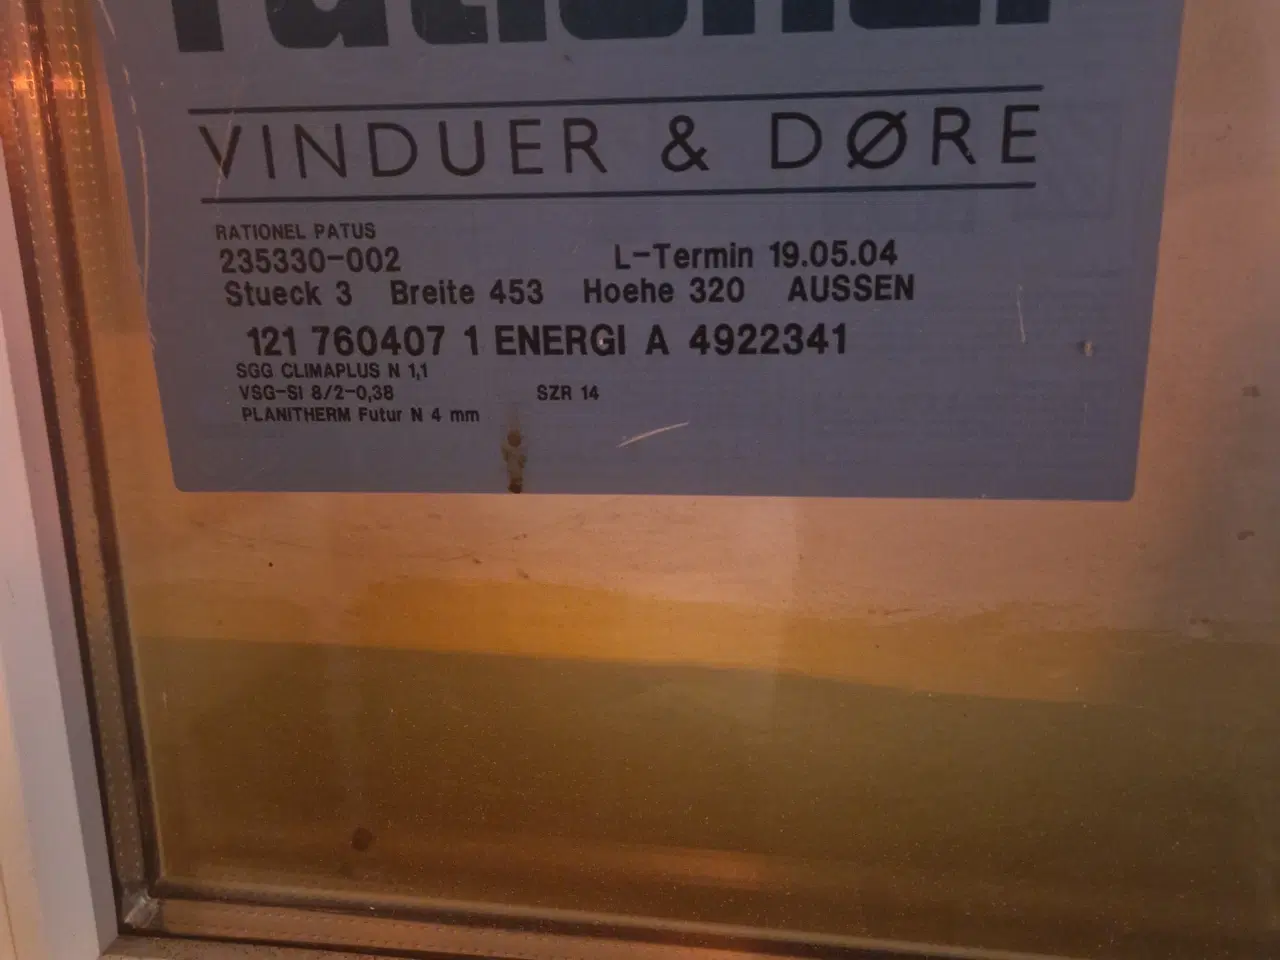 rationel
VINDUER & DØRE
RATIONEL PATUS
235330-002 L-Termin 19.05.04
Stueck 3 Breite 453 Hoehe 320 AUSSEN
121 760407 1 ENERGI A 4922341
SGG CLIMAPLUS N 1,1
VSG-SI 8/2-0,38 SZR 14
PLANITHERM Futur N 4 mm